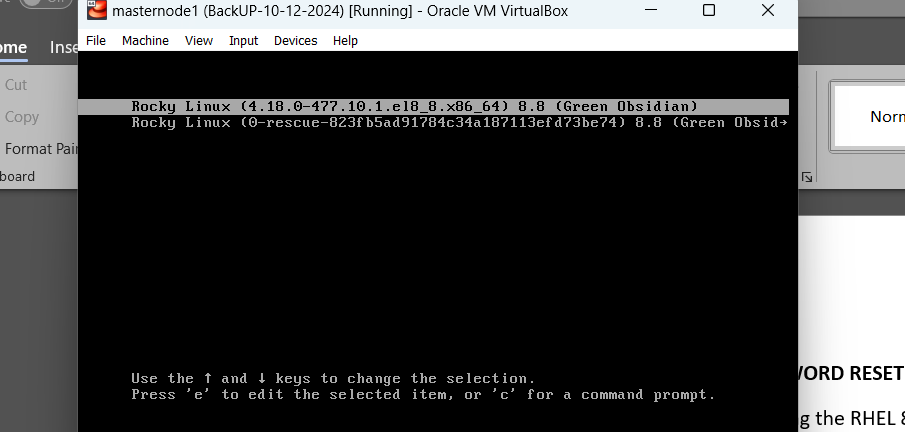 masternode1 (BackUP-10-12-2024) [Running] - Oracle VM VirtualBox
File Machine View Input Devices Help
Cut
Copy
Rocky Linux (4.18.0-477.10.1.el8_8.x86_64) 8.8 (Green Obsidian)
Rocky Linux (0-rescue-823fb5ad91784c34a187113efd73be74) 8.8 (Green Obsid→
Format Pai
board
Norm
Use the ↑ and ↓ keys to change the selection.
Press 'e' to edit the selected item, or 'c' for a command prompt.
WORD RESET
g the RHEL 8